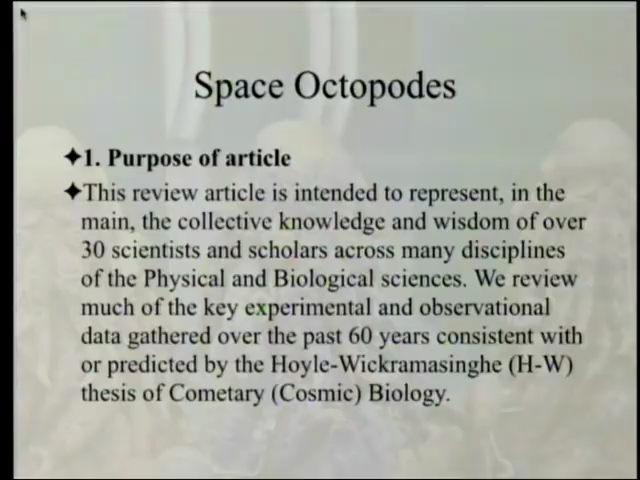 Space Octopodes
✦1. Purpose of article
✦This review article is intended to represent, in the
main, the collective knowledge and wisdom of over
30 scientists and scholars across many disciplines
of the Physical and Biological sciences. We review
much of the key experimental and observational
data gathered over the past 60 years consistent with
or predicted by the Hoyle-Wickramasinghe (H-W)
thesis of Cometary (Cosmic) Biology.